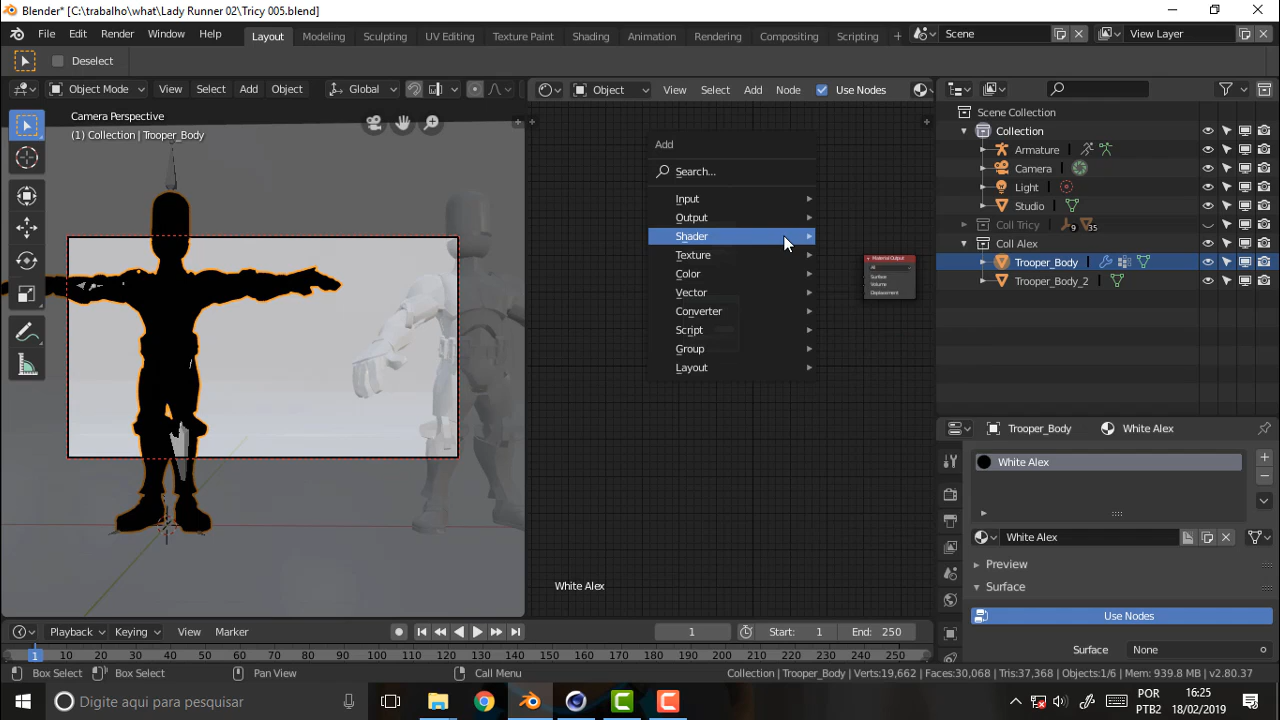 Blender* [C:\trabalho\what\Lady Runner 02\Tricy 005.blend]
File Edit Render Window Help Layout Modeling Sculpting UV Editing Texture Paint Shading Animation Rendering Compositing Scripting + Scene View Layer
Deselect
Object Mode View Select Add Object Global Object View Select Add Node Use Nodes
Camera Perspective
(1) Collection | Trooper_Body
Scene Collection
Collection
Armature
Camera
Light
Studio
Coll Tricy 9 35
Coll Alex
Trooper_Body
Trooper_Body_2
Add
Search...
Input
Output
Shader
Texture
Color
Vector
Converter
Script
Group
Layout
Material Output
All
Surface
Volume
Displacement
White Alex
Trooper_Body White Alex
White Alex
White Alex
Preview
Surface
Use Nodes
Surface None
Playback Keying View Marker 1 Start: 1 End: 250
1 10 20 30 40 50 60 70 80 90 100 110 120 130 140 150 160 170 180 190 200 210 220 230 240 250
Box Select Box Select Pan View Call Menu Collection | Trooper_Body | Verts:19,662 | Faces:30,068 | Tris:37,368 | Objects:1/6 | Mem: 939.8 MB | v2.80.37
Digite aqui para pesquisar
POR
PTB2
16:25
18/02/2019